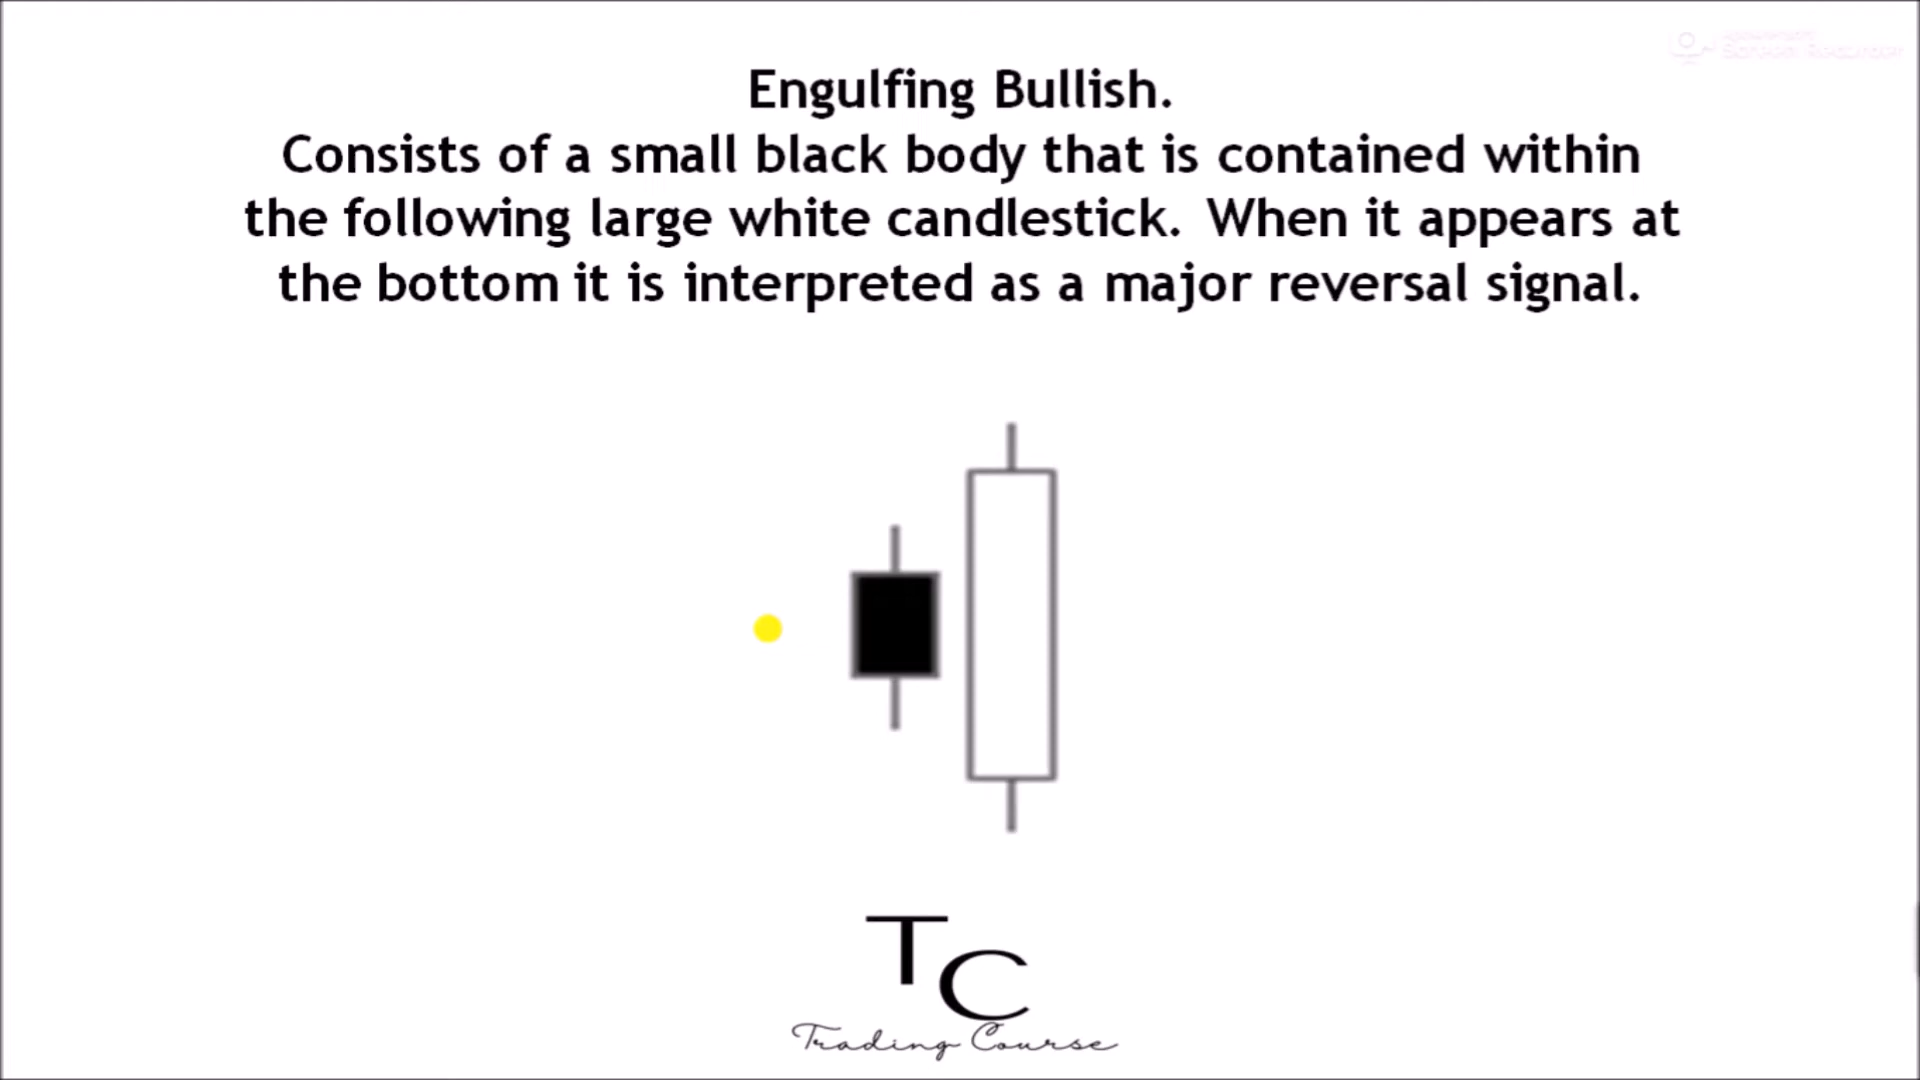 Engulfing Bullish.
Consists of a small black body that is contained within
the following large white candlestick. When it appears at
the bottom it is interpreted as a major reversal signal.
TC
Trading Course